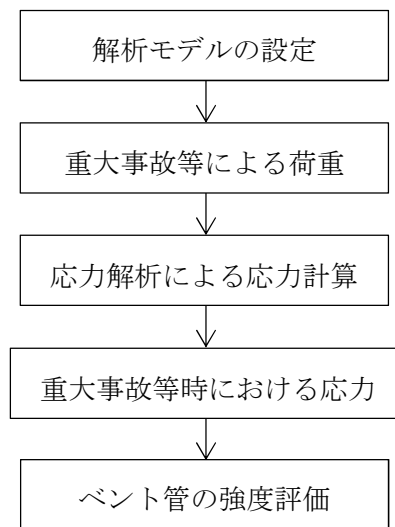 解析モデルの設定
重大事故等による荷重
応力解析による応力計算
重大事故等時における応力
ベント管の強度評価